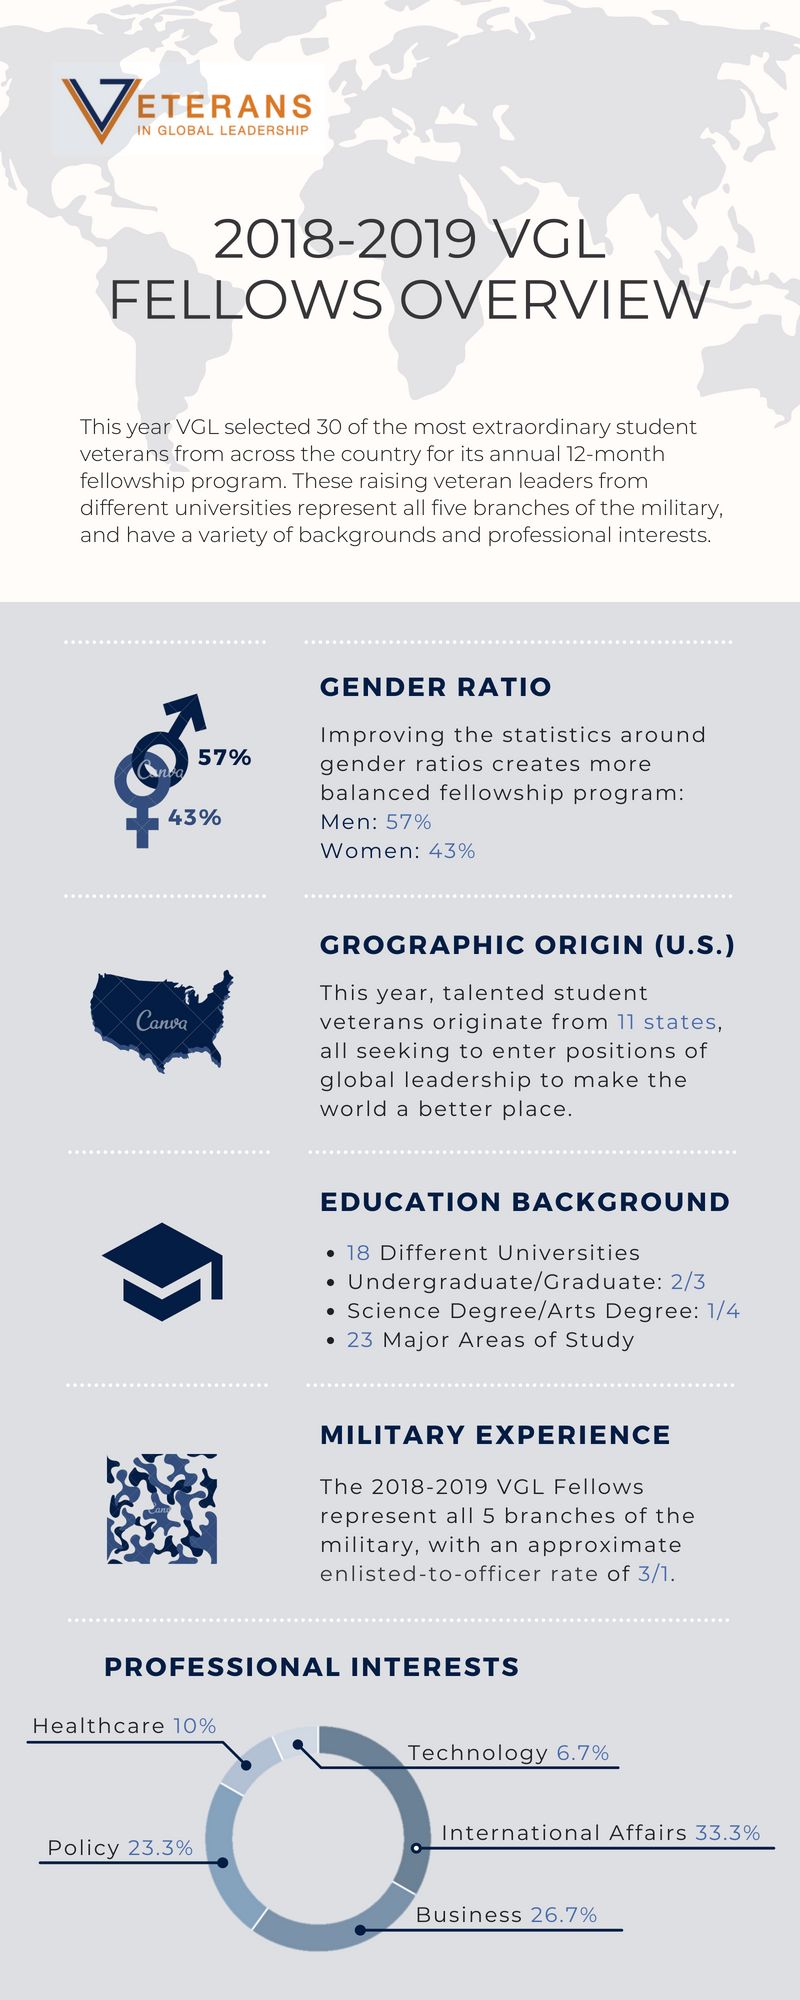 VETERANS
IN GLOBAL LEADERSHIP
2018-2019 VGL
FELLOWS OVERVIEW
This year VGL selected 30 of the most extraordinary student
veterans from across the country for its annual 12-month
fellowship program. These raising veteran leaders from
different universities represent all five branches of the military,
and have a variety of backgrounds and professional interests.
57%
43%
Canva
GENDER RATIO
Improving the statistics around
gender ratios creates more
balanced fellowship program:
Men: 57%
Women: 43%
Canva
GROGRAPHIC ORIGIN (U.S.)
This year, talented student
veterans originate from 11 states,
all seeking to enter positions of
global leadership to make the
world a better place.
EDUCATION BACKGROUND
• 18 Different Universities
• Undergraduate/Graduate: 2/3
• Science Degree/Arts Degree: 1/4
• 23 Major Areas of Study
Canva
MILITARY EXPERIENCE
The 2018-2019 VGL Fellows
represent all 5 branches of the
military, with an approximate
enlisted-to-officer rate of 3/1.
PROFESSIONAL INTERESTS
Healthcare 10%
Technology 6.7%
International Affairs 33.3%
Policy 23.3%
Business 26.7%